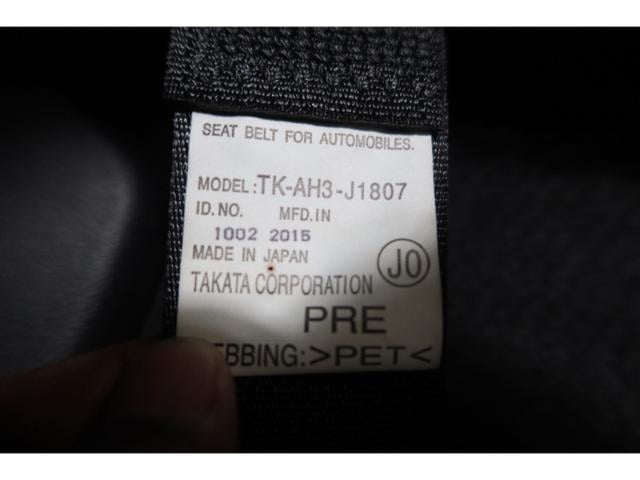 SEAT BELT FOR AUTOMOBILES.
MODEL:TK-AH3-J1807
ID.NO. MFD.IN
1002 2015
MADE IN JAPAN
JO
TAKATA CORPORATION
PRE
EBBING:>PET<